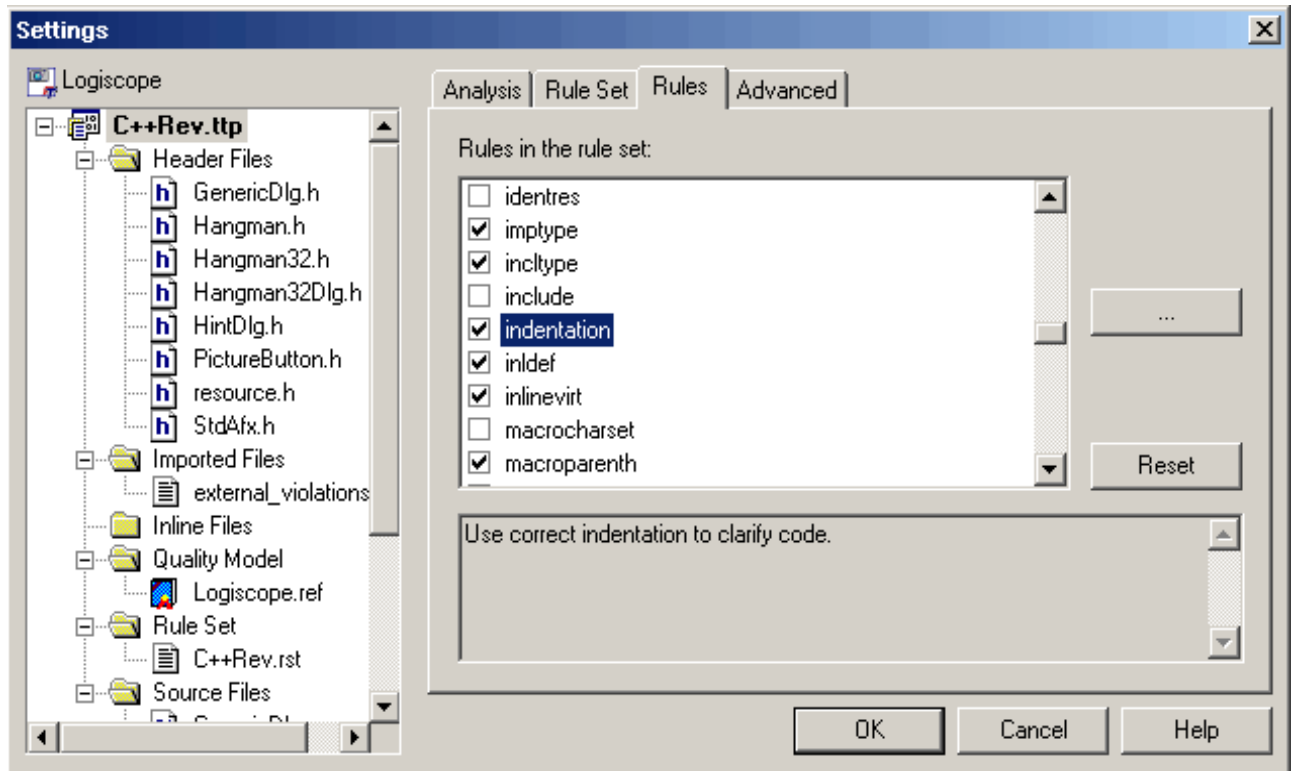 Settings
Logiscope
C++Rev.ttp
Header Files
GenericDlg.h
Hangman.h
Hangman32.h
Hangman32Dlg.h
HintDlg.h
PictureButton.h
resource.h
StdAfx.h
Imported Files
external_violations
Inline Files
Quality Model
Logiscope.ref
Rule Set
C++Rev.rst
Source Files
Analysis
Rule Set
Rules
Advanced
Rules in the rule set:
identres
imptype
incltype
include
indentation
inldef
inlinevirt
macrocharset
macroparenth
...
Reset
Use correct indentation to clarify code.
OK
Cancel
Help